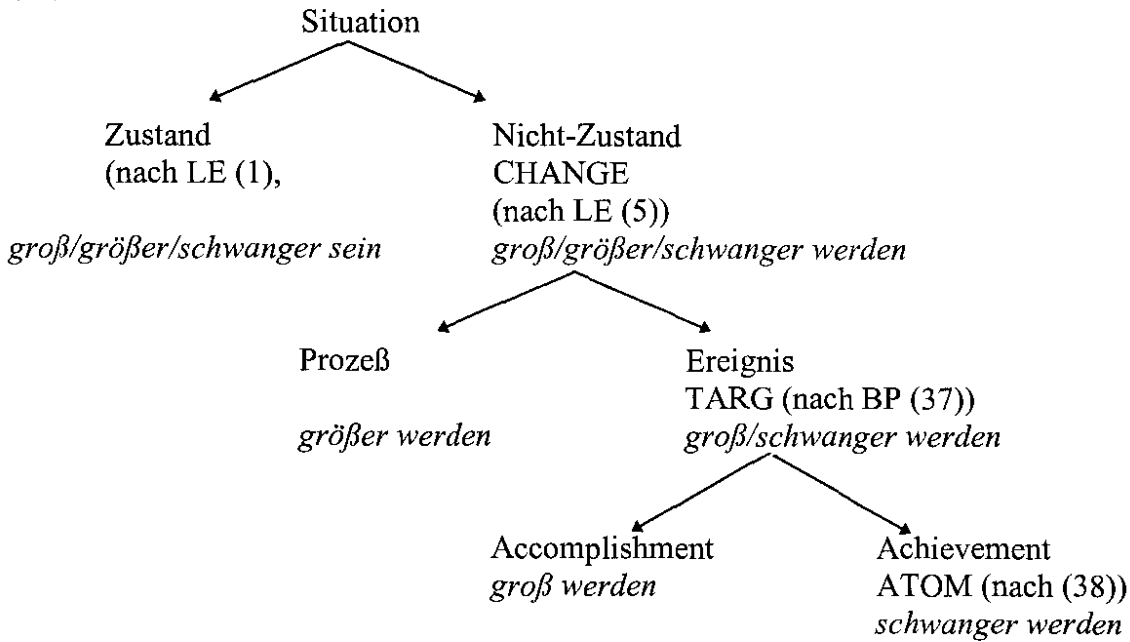 Situation
Zustand
(nach LE (1),
groß/größer/schwanger sein
Nicht-Zustand
CHANGE
(nach LE (5))
groß/größer/schwanger werden
Prozeß
größer werden
Ereignis
TARG (nach BP (37))
groß/schwanger werden
Accomplishment
groß werden
Achievement
ATOM (nach (38))
schwanger werden